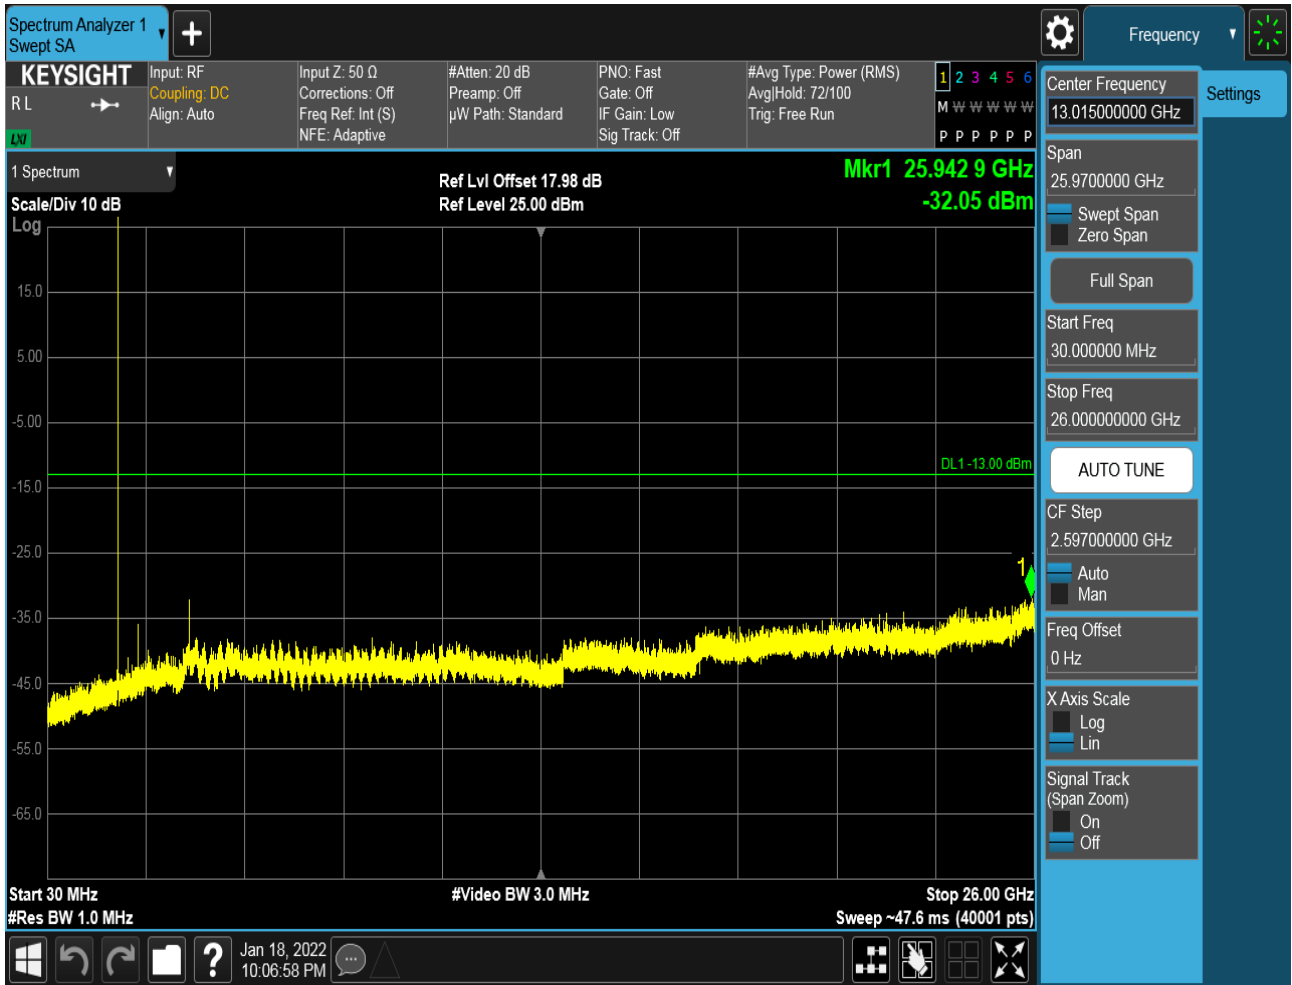 Spectrum Analyzer 1
Swept SA
Frequency
KEYSIGHT
R L
LXI
Input: RF
Coupling: DC
Align: Auto
Input Z: 50 Ω
Corrections: Off
Freq Ref: Int (S)
NFE: Adaptive
#Atten: 20 dB
Preamp: Off
µW Path: Standard
PNO: Fast
Gate: Off
IF Gain: Low
Sig Track: Off
#Avg Type: Power (RMS)
Avg|Hold: 72/100
Trig: Free Run
1 2 3 4 5 6
M W W W W W
P P P P P P
1 Spectrum
Scale/Div 10 dB
Log
Ref Lvl Offset 17.98 dB
Ref Level 25.00 dBm
Mkr1 25.942 9 GHz
-32.05 dBm
15.0
5.00
-5.00
-15.0
-25.0
-35.0
-45.0
-55.0
-65.0
DL1 -13.00 dBm
1
Start 30 MHz
#Res BW 1.0 MHz
#Video BW 3.0 MHz
Stop 26.00 GHz
Sweep ~47.6 ms (40001 pts)
Jan 18, 2022
10:06:58 PM
Center Frequency
13.015000000 GHz
Span
25.9700000 GHz
Swept Span
Zero Span
Full Span
Start Freq
30.000000 MHz
Stop Freq
26.000000000 GHz
AUTO TUNE
CF Step
2.597000000 GHz
Auto
Man
Freq Offset
0 Hz
X Axis Scale
Log
Lin
Signal Track
(Span Zoom)
On
Off
Settings